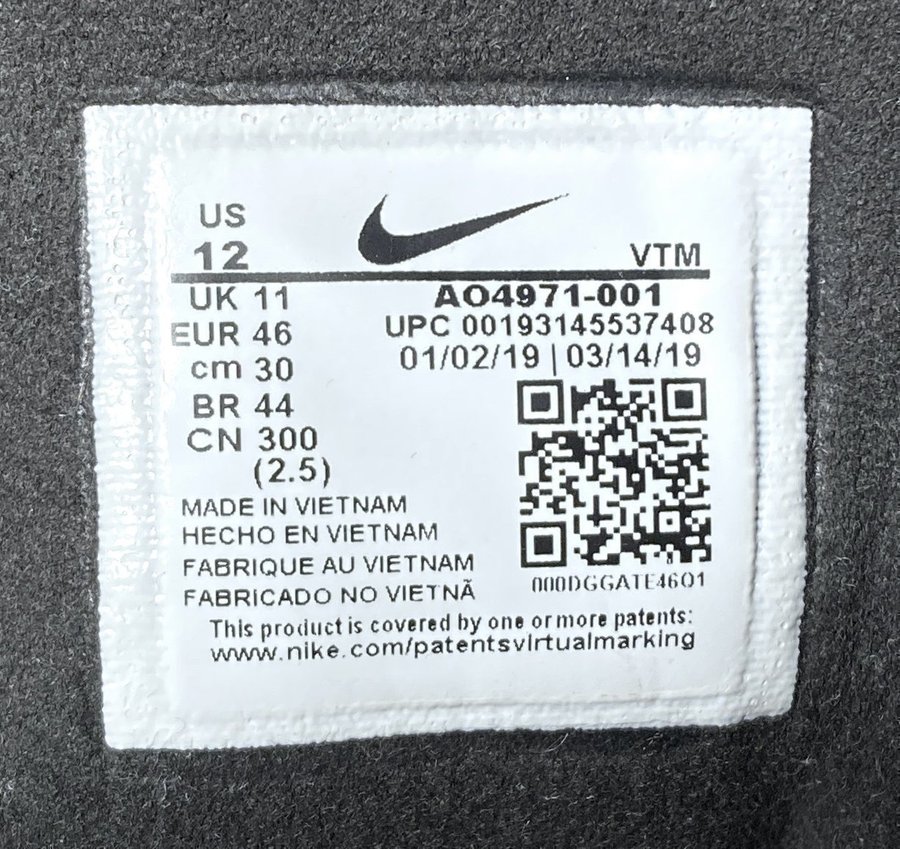 US
12
VTM
UK 11
AO4971-001
EUR 46
UPC 00193145537408
cm 30
01/02/19 | 03/14/19
BR 44
CN 300
(2.5)
MADE IN VIETNAM
HECHO EN VIETNAM
FABRIQUE AU VIETNAM
FABRICADO NO VIETNÃ
000DGGATE46Q1
This product is covered by one or more patents:
www.nike.com/patentsvirtualmarking